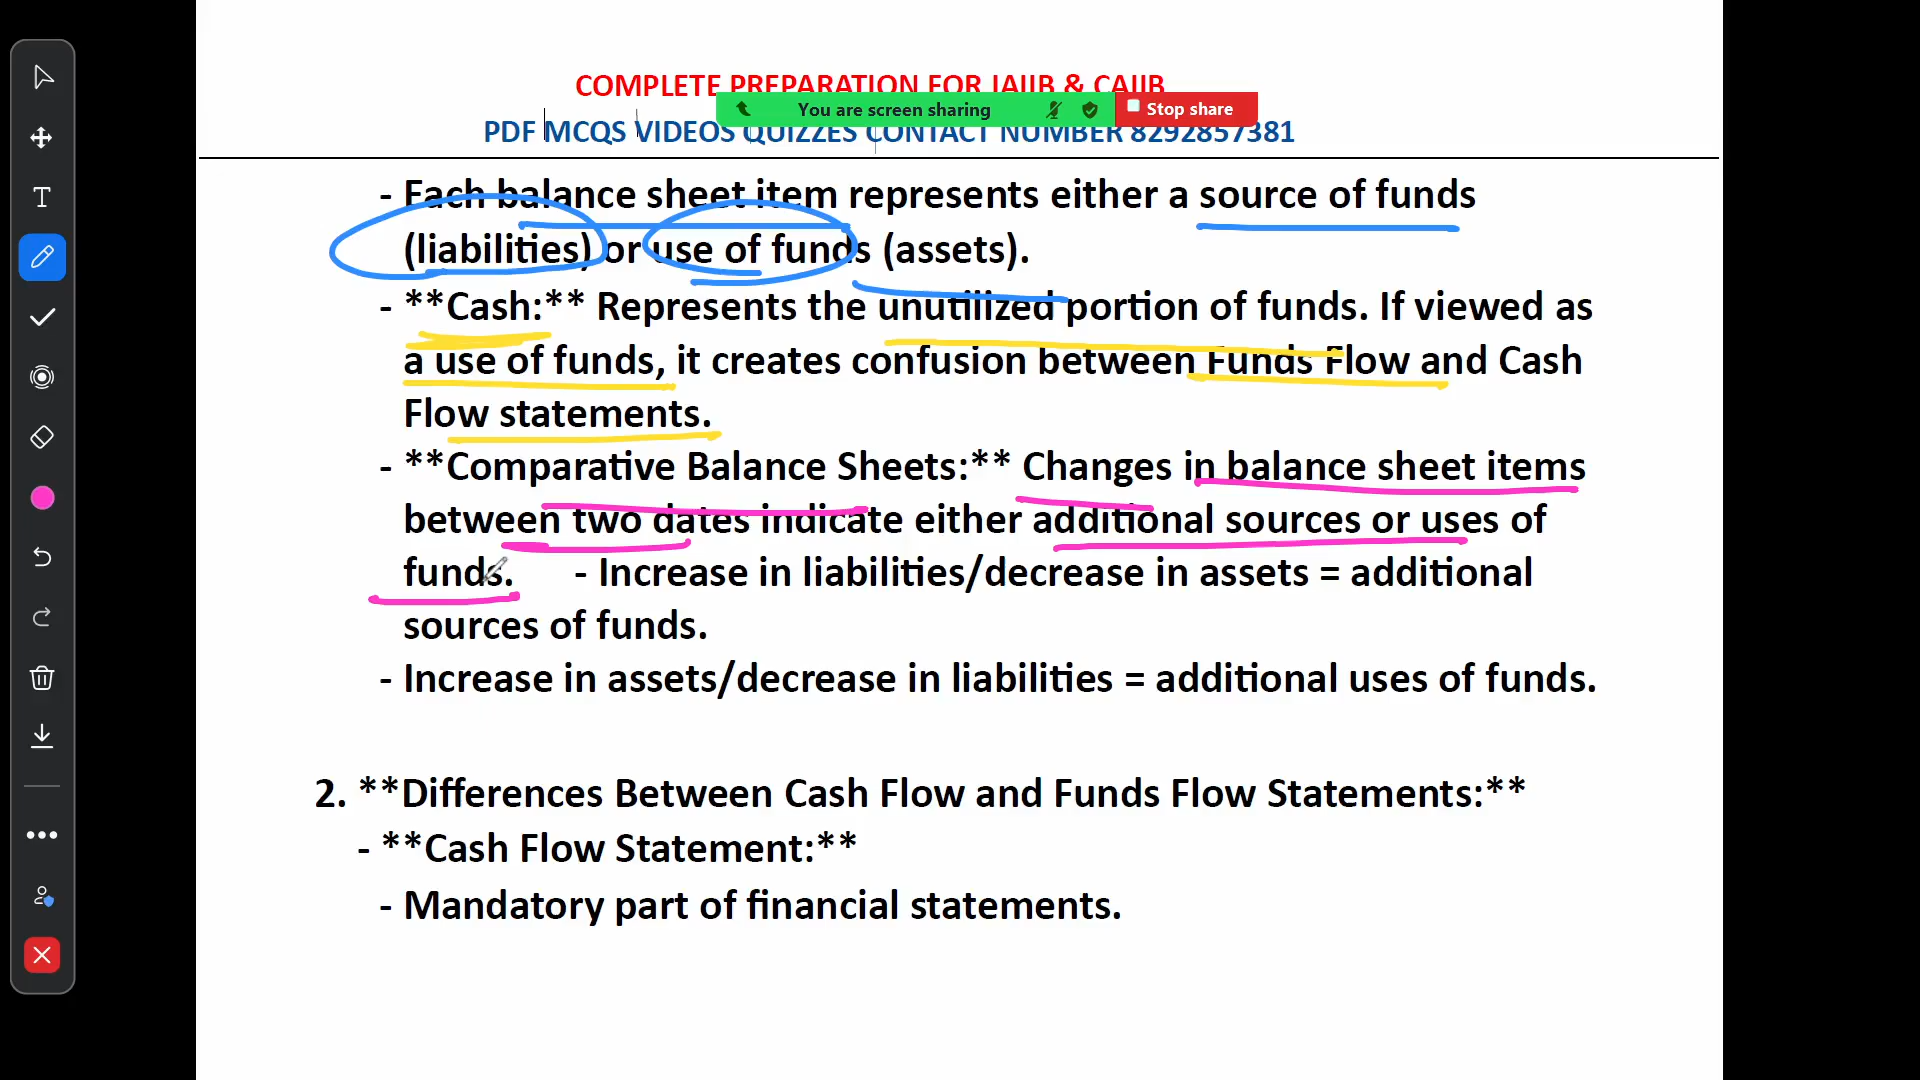 COMPLETE PREPARATION FOR JAIIB & CAIIB
You are screen sharing
Stop share
PDF MCQS VIDEOS QUIZZES CONTACT NUMBER 8292857381
- Each balance sheet item represents either a source of funds
(liabilities) or use of funds (assets).
- **Cash:** Represents the unutilized portion of funds. If viewed as
a use of funds, it creates confusion between Funds Flow and Cash
Flow statements.
- **Comparative Balance Sheets:** Changes in balance sheet items
between two dates indicate either additional sources or uses of
funds. - Increase in liabilities/decrease in assets = additional
sources of funds.
- Increase in assets/decrease in liabilities = additional uses of funds.
2. **Differences Between Cash Flow and Funds Flow Statements:**
- **Cash Flow Statement:**
- Mandatory part of financial statements.